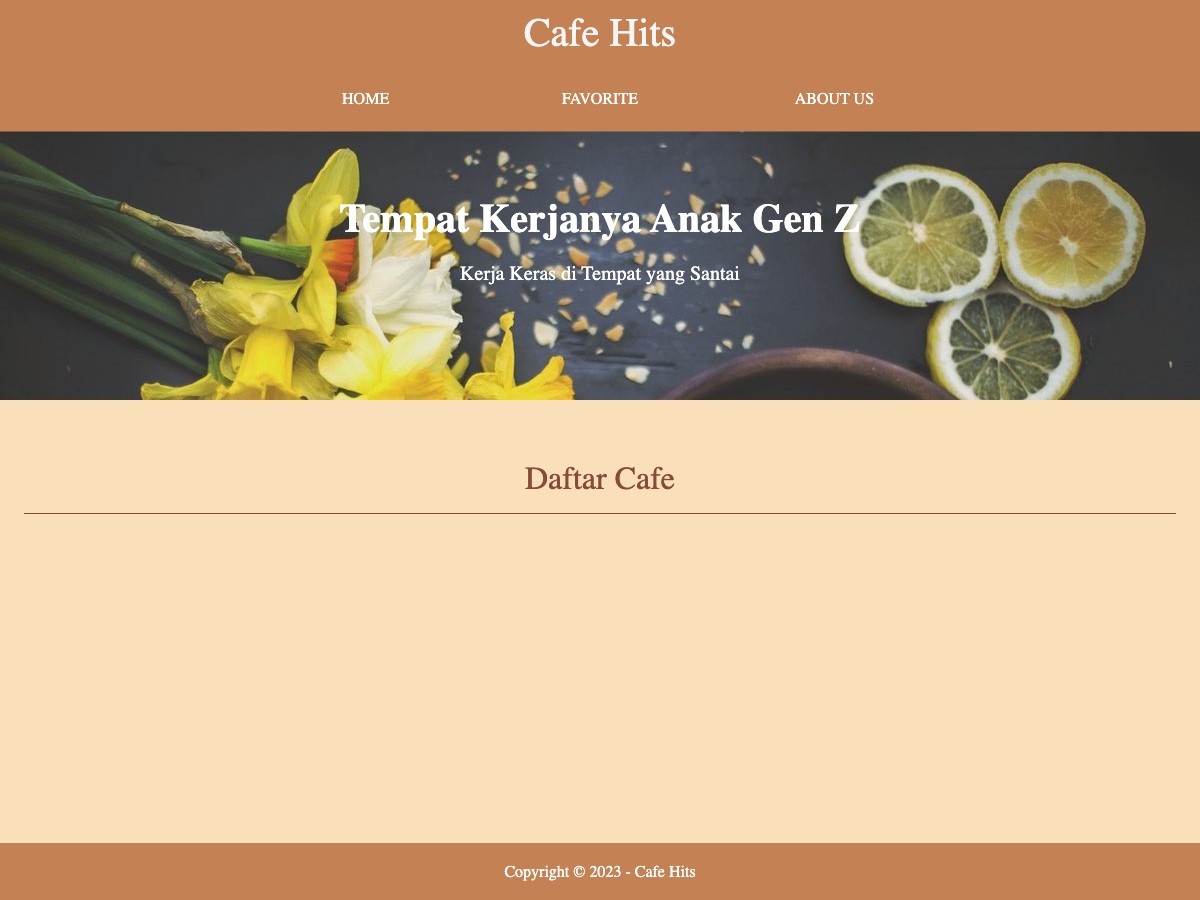 Cafe Hits
HOME FAVORITE ABOUT US
Tempat Kerjanya Anak Gen Z
Kerja Keras di Tempat yang Santai
Daftar Cafe
Copyright © 2023 - Cafe Hits